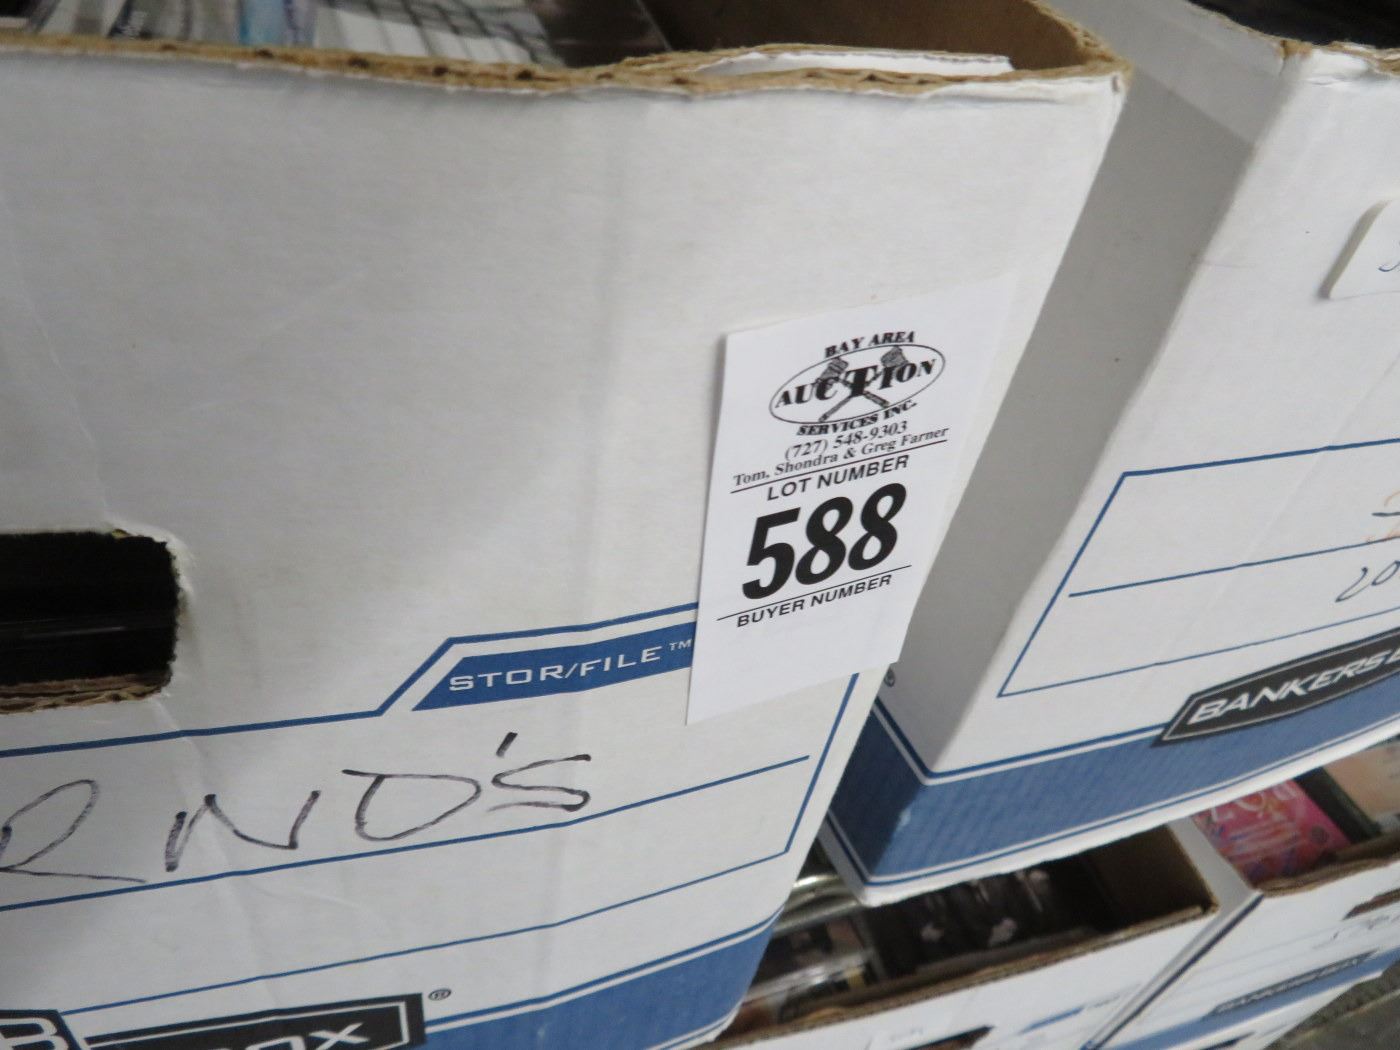 BAY AREA
AUCTION
SERVICES INC.
(727) 548-9303
Tom, Shondra & Greg Farner
LOT NUMBER
588
BUYER NUMBER
STOR/FILE™
RND'S
BANKERS
20
®